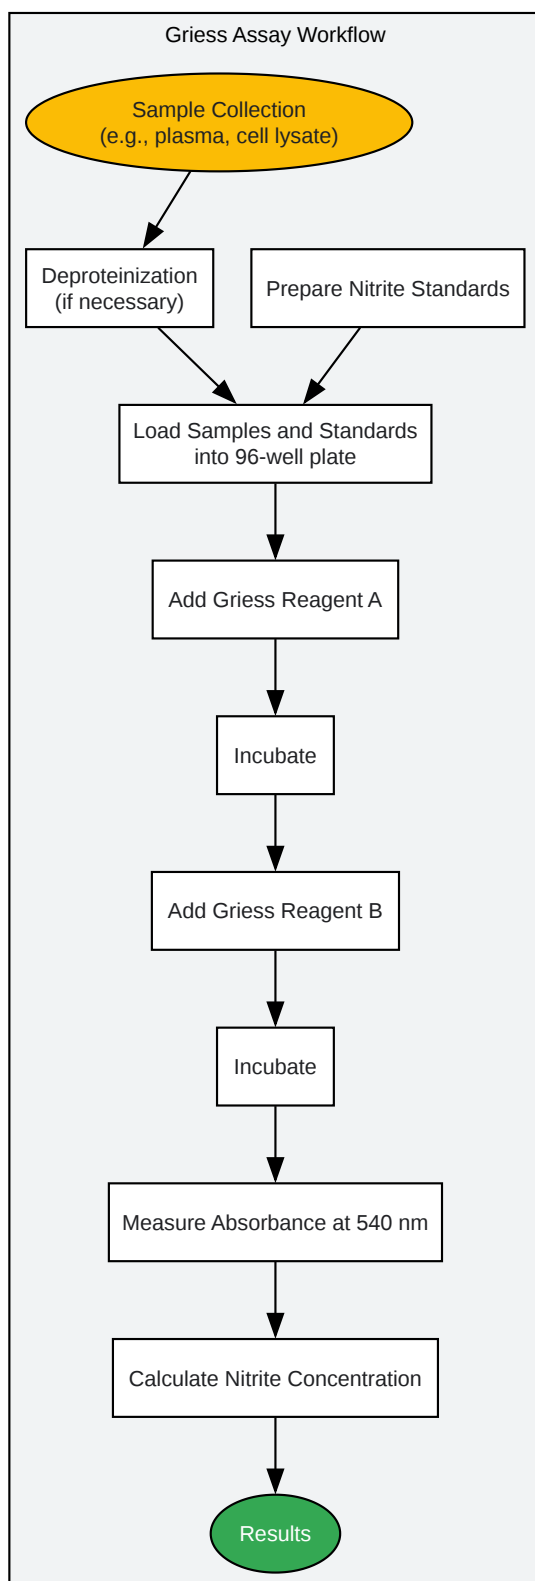 Griess Assay Workflow
Sample Collection
(e.g., plasma, cell lysate)
Deproteinization
(if necessary)
Prepare Nitrite Standards
Load Samples and Standards
into 96-well plate
Add Griess Reagent A
Incubate
Add Griess Reagent B
Incubate
Measure Absorbance at 540 nm
Calculate Nitrite Concentration
Results